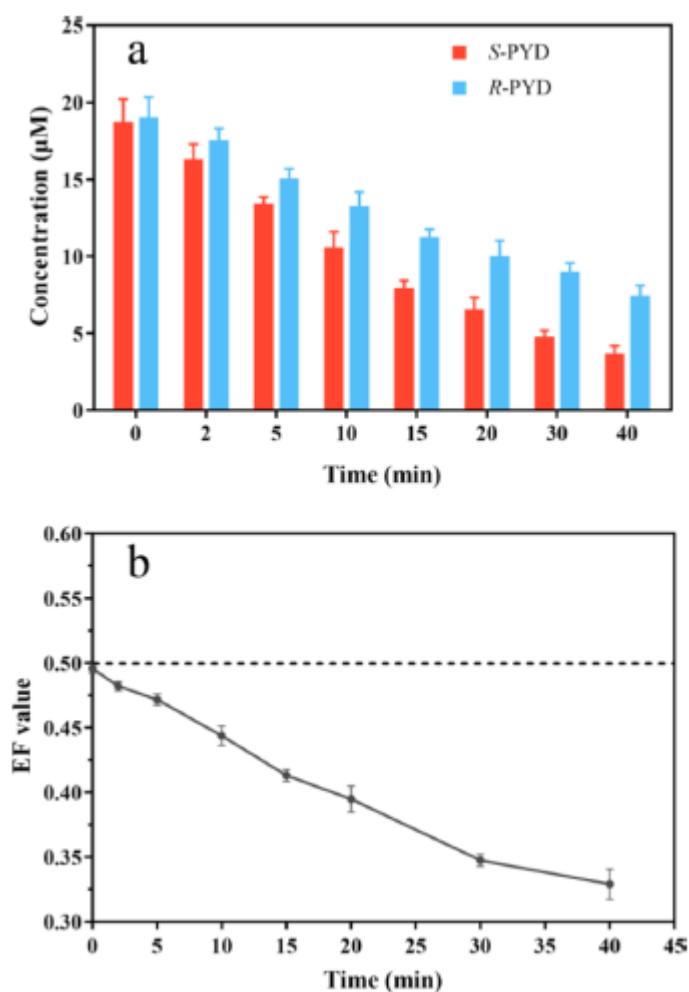 a
S-PYD
R-PYD
Concentration (µM)
25
20
15
10
5
0
0 2 5 10 15 20 30 40
Time (min)
b
EF value
0.60
0.55
0.50
0.45
0.40
0.35
0.30
0 5 10 15 20 25 30 35 40 45
Time (min)